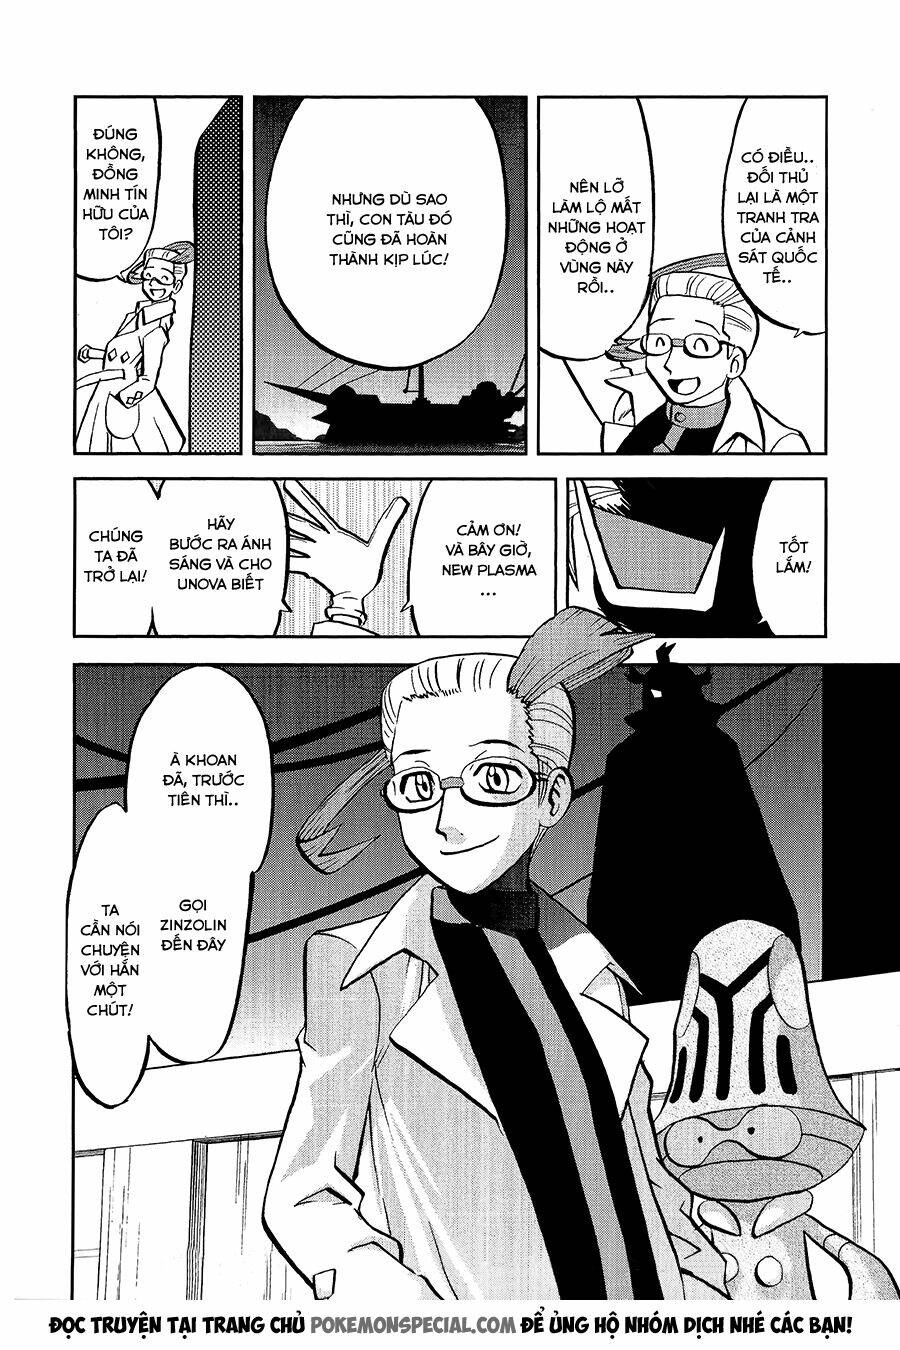 CÓ ĐIỀU..
ĐỐI THỦ
LẠI LÀ MỘT
TRANH TRA
CỦA CẢNH
SÁT QUỐC
TẾ..
NÊN LỠ
LÀM LỘ MẤT
NHỮNG HOẠT
ĐỘNG Ở
VÙNG NÀY
RỒI..
NHƯNG DÙ SAO
THÌ, CON TÀU ĐÓ
CŨNG ĐÃ HOÀN
THÀNH KỊP LÚC!
ĐÚNG
KHÔNG,
ĐỒNG
MINH TÍN
HỮU CỦA
TÔI?
TỐT
LẮM!
CẢM ƠN!
VÀ BÂY GIỜ,
NEW PLASMA
...
HÃY
BƯỚC RA ÁNH
SÁNG VÀ CHO
UNOVA BIẾT
CHÚNG
TA ĐÃ
TRỞ LẠI!
À KHOAN
ĐÃ, TRƯỚC
TIÊN THÌ..
GỌI
ZINZOLIN
ĐẾN ĐÂY
TA
CẦN NÓI
CHUYỆN
VỚI HẮN
MỘT
CHÚT!
ĐỌC TRUYỆN TẠI TRANG CHỦ POKEMONSPECIAL.COM ĐỂ ỦNG HỘ NHÓM DỊCH NHÉ CÁC BẠN!